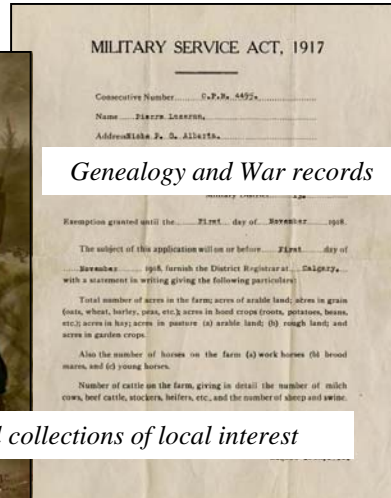 MILITARY SERVICE ACT, 1917
Consecutive Number C.P.N. 4495.
Name Pierre
Address P. O. Alberta.
Genealogy and War records
Exemption granted until the First day of November 1918.
The subject of this application will on or before First day of
November 1918, furnish the District Registrar at Calgary,
with a statement in writing giving the following particulars:
Total number of acres in the farm; acres of arable land; acres in grain
(oats, wheat, barley, peas, etc.); acres in hoed crops (roots, potatoes, beans,
etc.); acres in hay; acres in pasture (a) arable land; (b) rough land; and
acres in garden crops.
Also the number of horses on the farm (a) work horses (b) brood
mares, and (c) young horses.
Number of cattle on the farm, giving in detail the number of milch
cows, beef cattle, stockers, heifers, etc., and the number of sheep and swine.
collections of local interest